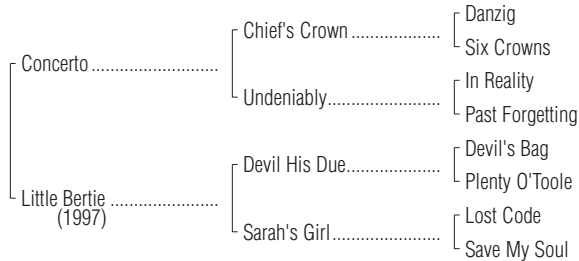 Danzig
Chief's Crown
Six Crowns
Concerto
In Reality
Undeniably
Past Forgetting
Devil's Bag
Devil His Due
Plenty O'Toole
Little Bertie
(1997)
Lost Code
Sarah's Girl
Save My Soul